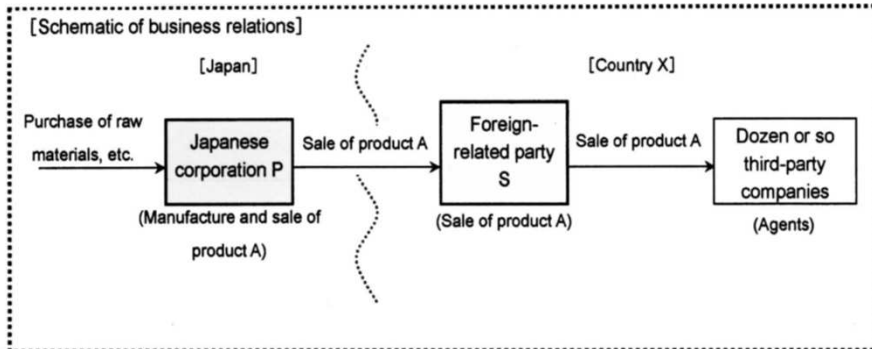 [Schematic of business relations]
[Japan]
[Country X]
Purchase of raw
materials, etc.
Japanese
corporation P
(Manufacture and sale of
product A)
Sale of product A
Foreign-
related party
S
(Sale of product A)
Sale of product A
Dozen or so
third-party
companies
(Agents)